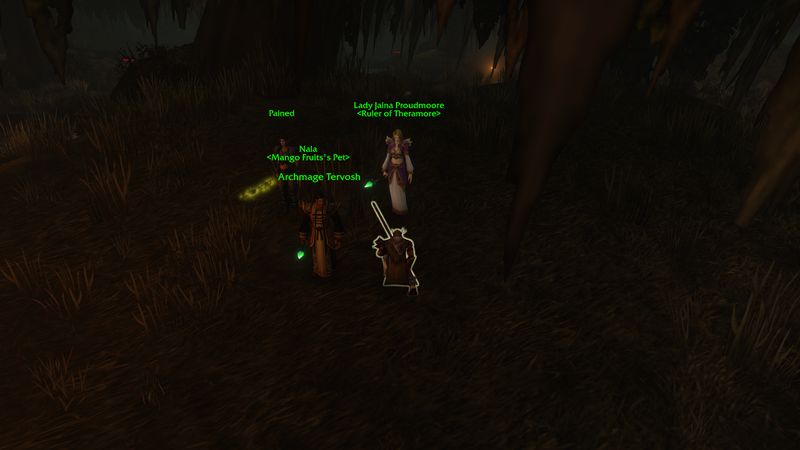 Lady Jaina Proudmoore
<Ruler of Theramore>
Pained
Nala
<Mango Fruits's Pet>
Archmage Tervosh